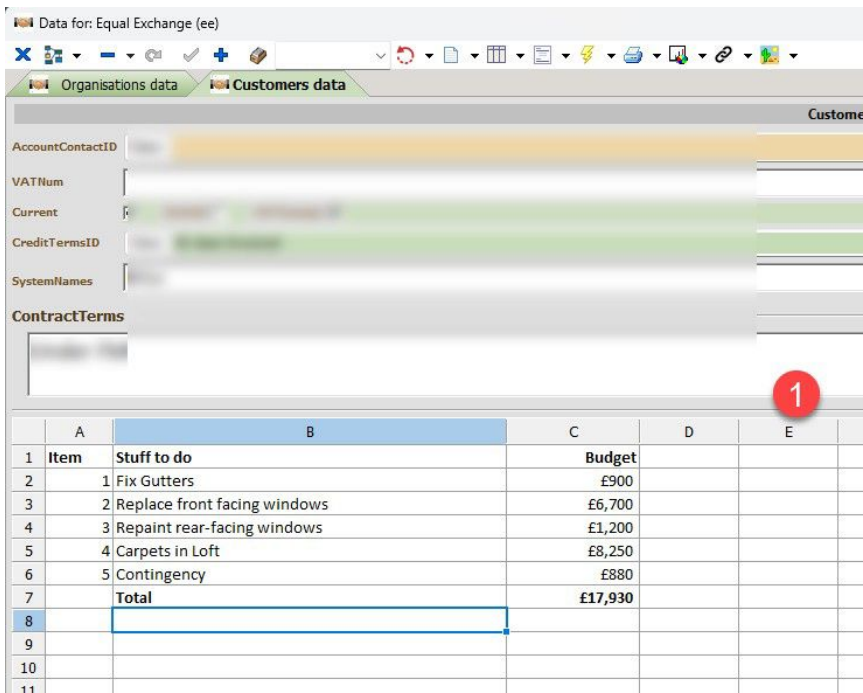 Data for: Equal Exchange (ee)
Organisations data Customers data
Custome
AccountContactID
VATNum
Current
CreditTermsID
SystemNames
ContractTerms
1
A B C D E
1 Item Stuff to do Budget
2 1 Fix Gutters £900
3 2 Replace front facing windows £6,700
4 3 Repaint rear-facing windows £1,200
5 4 Carpets in Loft £8,250
6 5 Contingency £880
7 Total £17,930
8
9
10
11